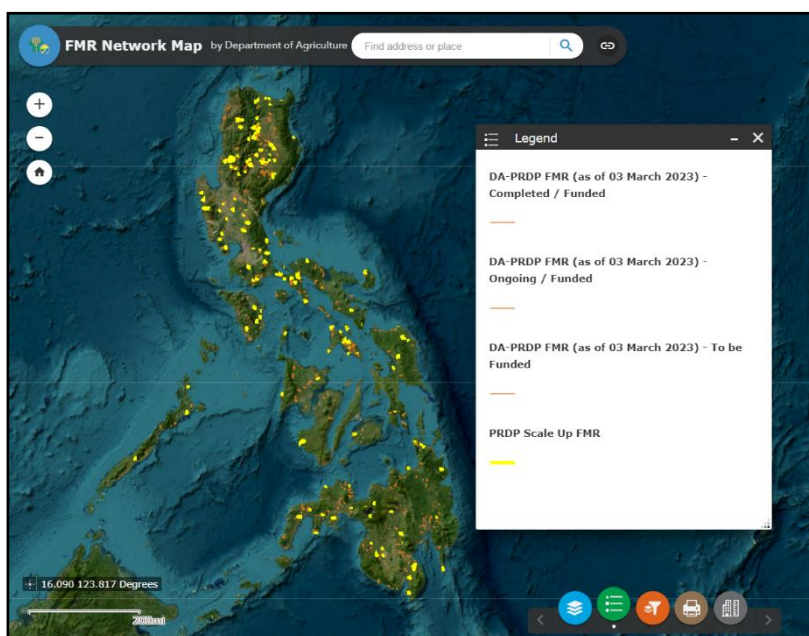 FMR Network Map by Department of Agriculture Find address or place
Legend
DA-PRDP FMR (as of 03 March 2023) -
Completed / Funded
DA-PRDP FMR (as of 03 March 2023) -
Ongoing / Funded
DA-PRDP FMR (as of 03 March 2023) - To be
Funded
PRDP Scale Up FMR
16.090 123.817 Degrees